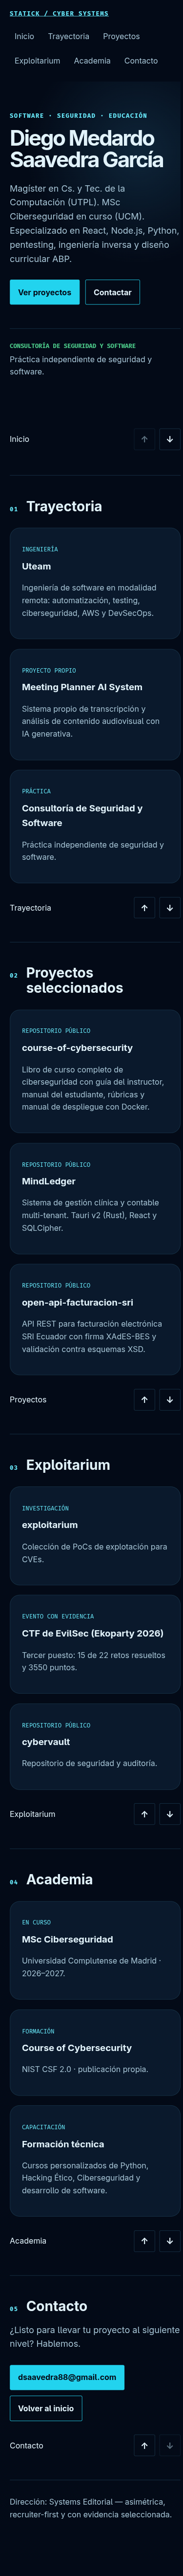 STATICK / CYBER SYSTEMS
Inicio Trayectoria Proyectos
Exploitarium Academia Contacto
SOFTWARE · SEGURIDAD · EDUCACIÓN
Diego Medardo
Saavedra García
Magíster en Cs. y Tec. de la
Computación (UTPL). MSc
Ciberseguridad en curso (UCM).
Especializado en React, Node.js, Python,
pentesting, ingeniería inversa y diseño
curricular ABP.
Ver proyectos Contactar
CONSULTORÍA DE SEGURIDAD Y SOFTWARE
Práctica independiente de seguridad y
software.
Inicio ↑ ↓
01 Trayectoria
INGENIERÍA
Uteam
Ingeniería de software en modalidad
remota: automatización, testing,
ciberseguridad, AWS y DevSecOps.
PROYECTO PROPIO
Meeting Planner AI System
Sistema propio de transcripción y
análisis de contenido audiovisual con
IA generativa.
PRÁCTICA
Consultoría de Seguridad y
Software
Práctica independiente de seguridad y
software.
Trayectoria ↑ ↓
02 Proyectos
seleccionados
REPOSITORIO PÚBLICO
course-of-cybersecurity
Libro de curso completo de
ciberseguridad con guía del instructor,
manual del estudiante, rúbricas y
manual de despliegue con Docker.
REPOSITORIO PÚBLICO
MindLedger
Sistema de gestión clínica y contable
multi-tenant. Tauri v2 (Rust), React y
SQLCipher.
REPOSITORIO PÚBLICO
open-api-facturacion-sri
API REST para facturación electrónica
SRI Ecuador con firma XAdES-BES y
validación contra esquemas XSD.
Proyectos ↑ ↓
03 Exploitarium
INVESTIGACIÓN
exploitarium
Colección de PoCs de explotación para
CVEs.
EVENTO CON EVIDENCIA
CTF de EvilSec (Ekoparty 2026)
Tercer puesto: 15 de 22 retos resueltos
y 3550 puntos.
REPOSITORIO PÚBLICO
cybervault
Repositorio de seguridad y auditoría.
Exploitarium ↑ ↓
04 Academia
EN CURSO
MSc Ciberseguridad
Universidad Complutense de Madrid ·
2026–2027.
FORMACIÓN
Course of Cybersecurity
NIST CSF 2.0 · publicación propia.
CAPACITACIÓN
Formación técnica
Cursos personalizados de Python,
Hacking Ético, Ciberseguridad y
desarrollo de software.
Academia ↑ ↓
05 Contacto
¿Listo para llevar tu proyecto al siguiente
nivel? Hablemos.
dsaavedra88@gmail.com
Volver al inicio
Contacto ↑ ↓
Dirección: Systems Editorial — asimétrica,
recruiter-first y con evidencia seleccionada.